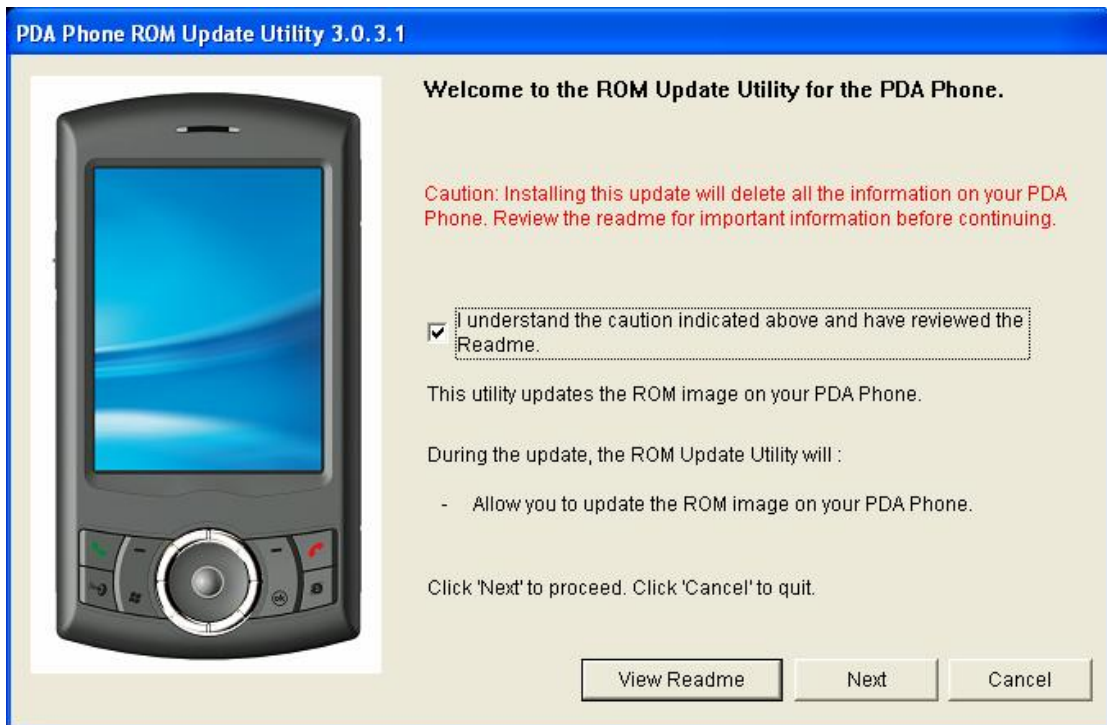 PDA Phone ROM Update Utility 3.0.3.1
Welcome to the ROM Update Utility for the PDA Phone.
Caution: Installing this update will delete all the information on your PDA
Phone. Review the readme for important information before continuing.
I understand the caution indicated above and have reviewed the
Readme.
This utility updates the ROM image on your PDA Phone.
During the update, the ROM Update Utility will :
- Allow you to update the ROM image on your PDA Phone.
Click 'Next' to proceed. Click 'Cancel' to quit.
ok
View Readme
Next
Cancel